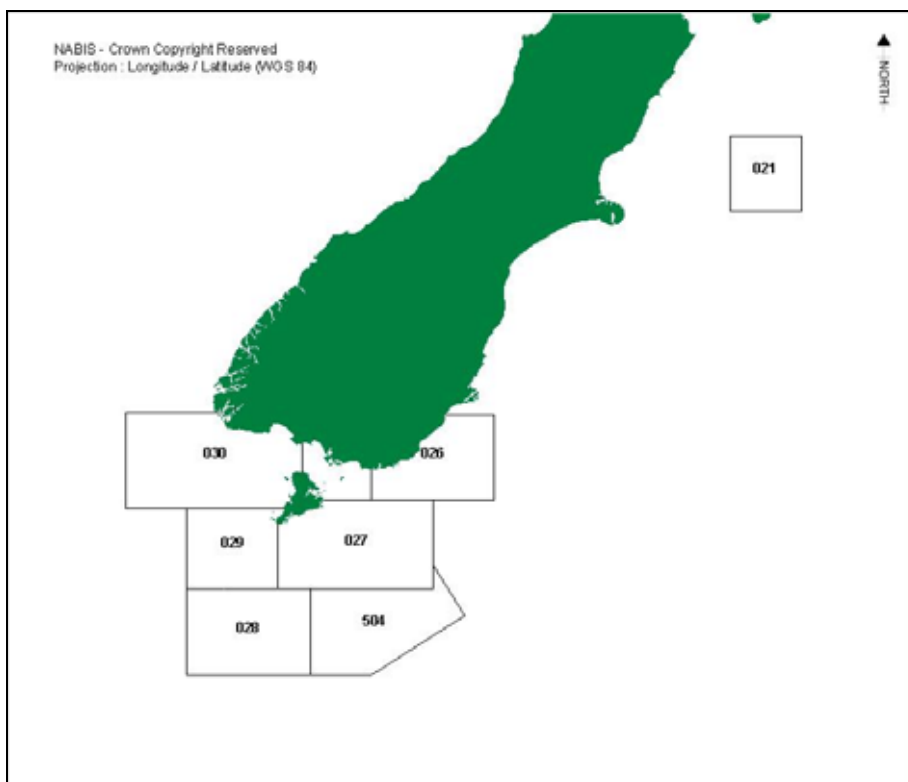 NABIS - Crown Copyright Reserved
Projection : Longitude / Latitude (WGS 84)
NORTH
021
030
026
029
027
028
504